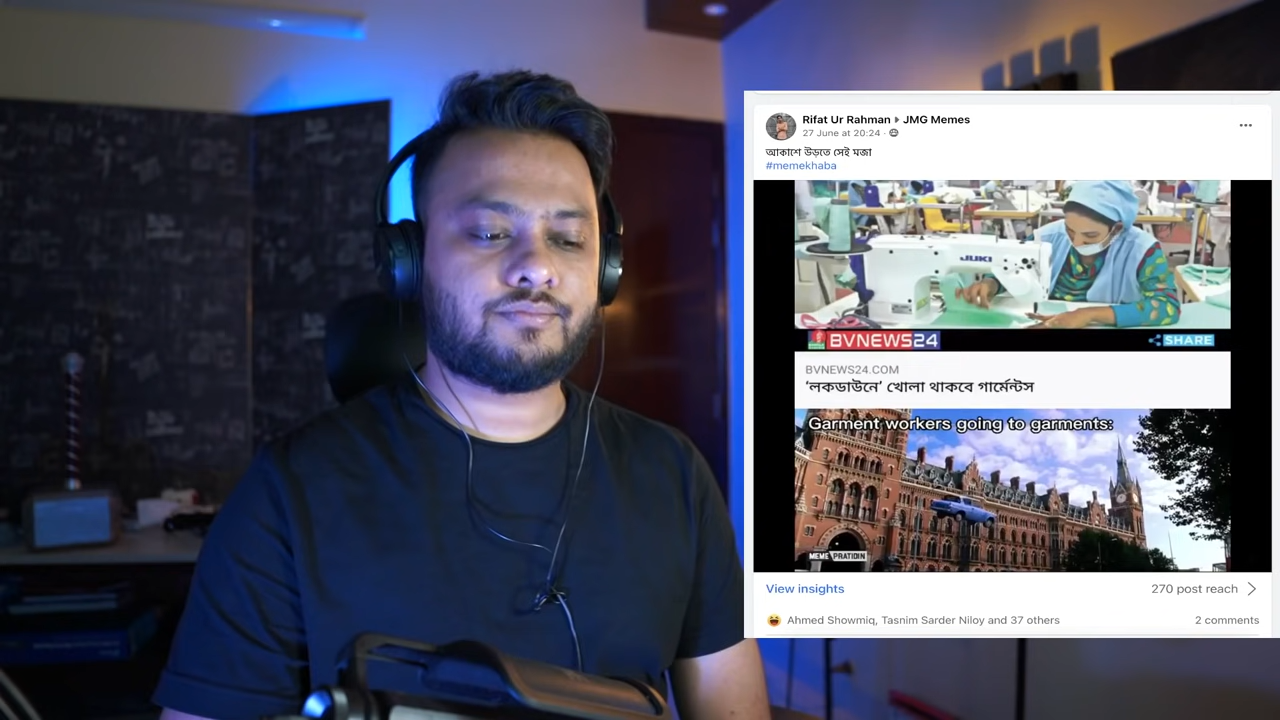 Rifat Ur Rahman JMG Memes
27 June at 20:24
আকাশে উড়তে সেই মজা
#memekhaba
JUKI
BVNEWS24
SHARE
BVNEWS24.COM
‘লকডাউনে’ খোলা থাকবে গার্মেন্টস
Garment workers going to garments:
MEME PRATIDIN
View insights
270 post reach
Ahmed Showmiq, Tasnim Sarder Niloy and 37 others
2 comments